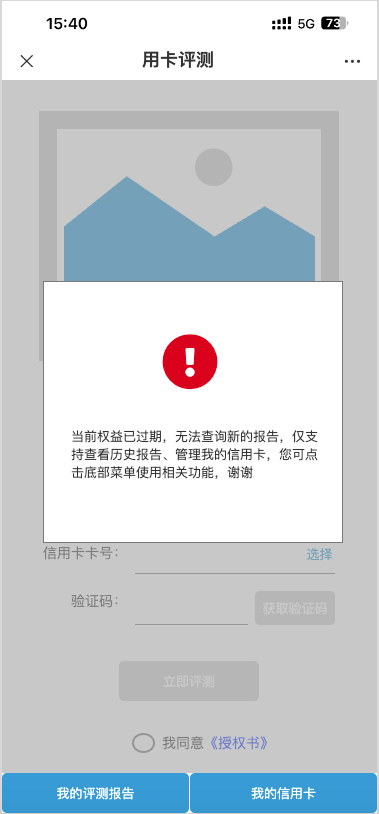 15:40
5G 73
用卡评测
当前权益已过期，无法查询新的报告，仅支
持查看历史报告、管理我的信用卡，您可点
击底部菜单使用相关功能，谢谢
信用卡卡号：
选择
验证码：
获取验证码
立即评测
我同意《授权书》
我的评测报告
我的信用卡